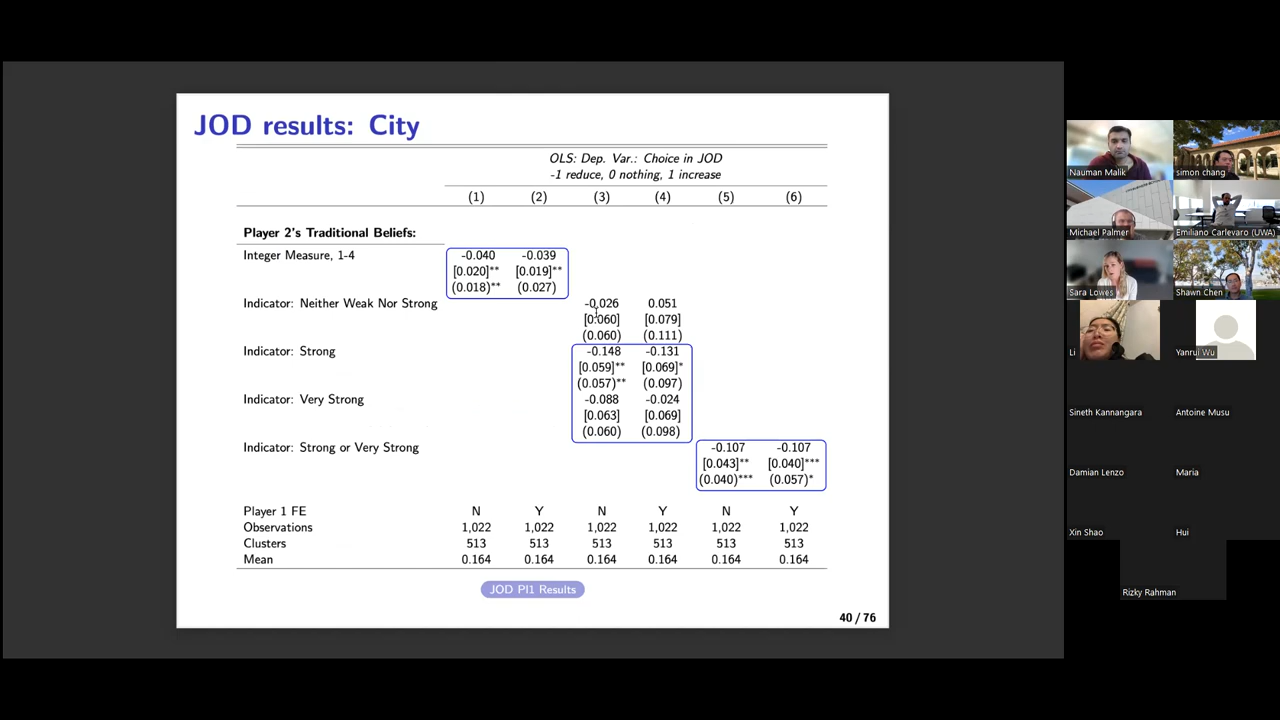 JOD results: City
OLS: Dep. Var.: Choice in JOD
-1 reduce, 0 nothing, 1 increase
(1) (2) (3) (4) (5) (6)
Player 2's Traditional Beliefs:
Integer Measure, 1-4 -0.040 -0.039
[0.020]** [0.019]**
(0.018)** (0.027)
Indicator: Neither Weak Nor Strong -0.026 0.051
[0.060] [0.079]
(0.060) (0.111)
Indicator: Strong -0.148 -0.131
[0.059]** [0.069]*
(0.057)** (0.097)
Indicator: Very Strong -0.088 -0.024
[0.063] [0.069]
(0.060) (0.098)
Indicator: Strong or Very Strong -0.107 -0.107
[0.043]** [0.040]***
(0.040)*** (0.057)*
Player 1 FE N Y N Y N Y
Observations 1,022 1,022 1,022 1,022 1,022 1,022
Clusters 513 513 513 513 513 513
Mean 0.164 0.164 0.164 0.164 0.164 0.164
JOD PI1 Results
40 / 76
Nauman Malik
simon chang
Michael Palmer
Emiliano Carlevaro (UWA)
Sara Lowes
Shawn Chen
Li
Yanrui Wu
Sineth Kannangara
Antoine Musu
Damian Lenzo
Maria
Xin Shao
Hui
Rizky Rahman